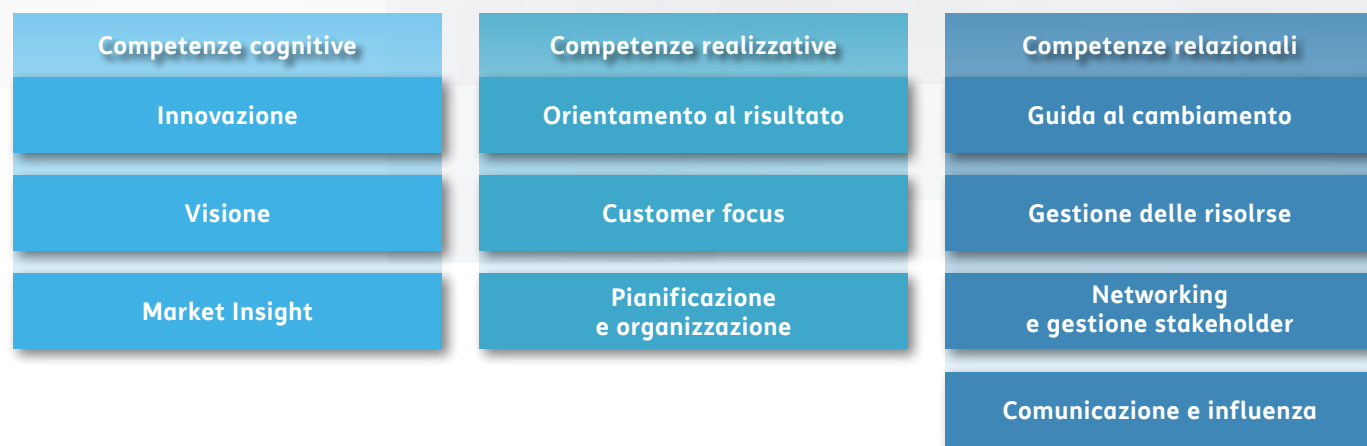 Competenze cognitive
Innovazione
Visione
Market Insight
Competenze realizzative
Orientamento al risultato
Customer focus
Pianificazione
e organizzazione
Competenze relazionali
Guida al cambiamento
Gestione delle risolrse
Networking
e gestione stakeholder
Comunicazione e influenza